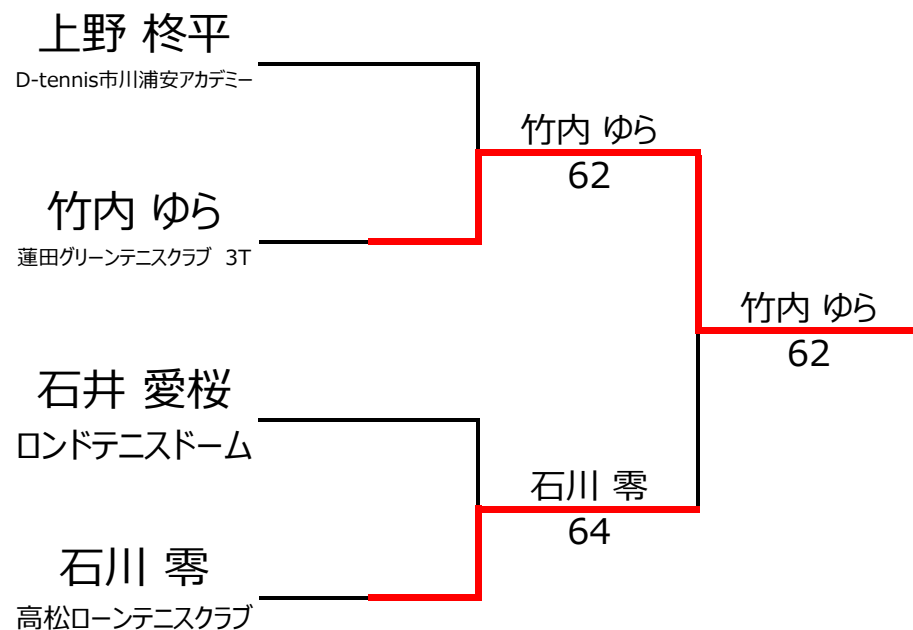 上野 柊平
D-tennis市川浦安アカデミー
竹内 ゆら
62
竹内 ゆら
蓮田グリーンテニスクラブ 3T
竹内 ゆら
62
石井 愛桜
ロンドテニスドーム
石川 零
64
石川 零
高松ローンテニスクラブ